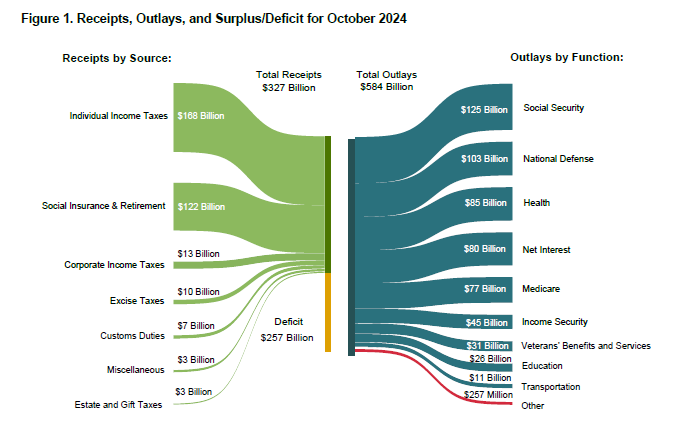 Figure 1. Receipts, Outlays, and Surplus/Deficit for October 2024
Receipts by Source:
Outlays by Function:
Total Receipts
$327 Billion
Total Outlays
$584 Billion
Individual Income Taxes
$168 Billion
Social Insurance & Retirement
$122 Billion
$13 Billion
Corporate Income Taxes
$10 Billion
Excise Taxes
$7 Billion
Customs Duties
$3 Billion
Miscellaneous
$3 Billion
Estate and Gift Taxes
Deficit
$257 Billion
$125 Billion
Social Security
$103 Billion
National Defense
$85 Billion
Health
$80 Billion
Net Interest
$77 Billion
Medicare
$45 Billion
Income Security
$31 Billion
Veterans' Benefits and Services
$26 Billion
Education
$11 Billion
Transportation
$257 Million
Other